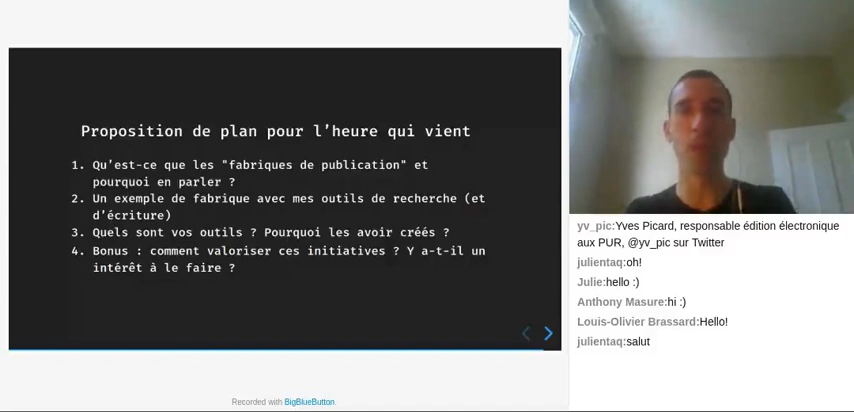 Proposition de plan pour l’heure qui vient
1. Qu’est-ce que les "fabriques de publication" et
pourquoi en parler ?
2. Un exemple de fabrique avec mes outils de recherche (et
d’écriture)
3. Quels sont vos outils ? Pourquoi les avoir créés ?
4. Bonus : comment valoriser ces initiatives ? Y a-t-il un
intérêt à le faire ?
Recorded with BigBlueButton.
yv_pic:Yves Picard, responsable édition électronique
aux PUR, @yv_pic sur Twitter
julientaq:oh!
Julie:hello :)
Anthony Masure:hi :)
Louis-Olivier Brassard:Hello!
julientaq:salut